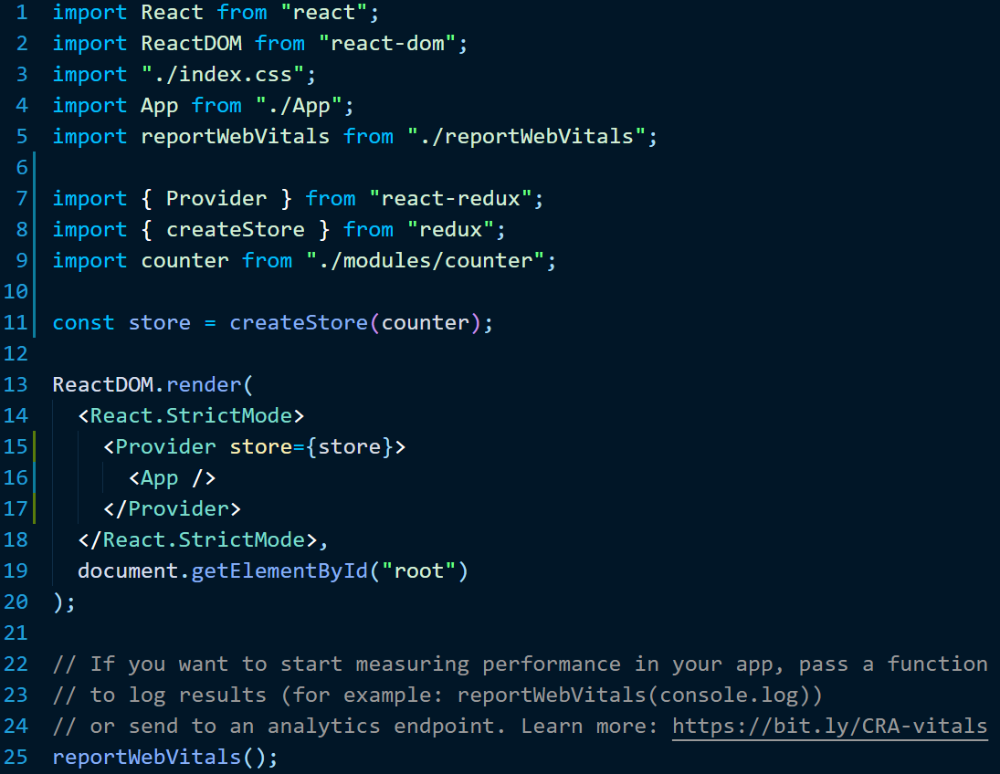 1 import React from "react";
2 import ReactDOM from "react-dom";
3 import "./index.css";
4 import App from "./App";
5 import reportWebVitals from "./reportWebVitals";
6
7 import { Provider } from "react-redux";
8 import { createStore } from "redux";
9 import counter from "./modules/counter";
10
11 const store = createStore(counter);
12
13 ReactDOM.render(
14   <React.StrictMode>
15     <Provider store={store}>
16       <App />
17     </Provider>
18   </React.StrictMode>,
19   document.getElementById("root")
20 );
21
22 // If you want to start measuring performance in your app, pass a function
23 // to log results (for example: reportWebVitals(console.log))
24 // or send to an analytics endpoint. Learn more: https://bit.ly/CRA-vitals
25 reportWebVitals();